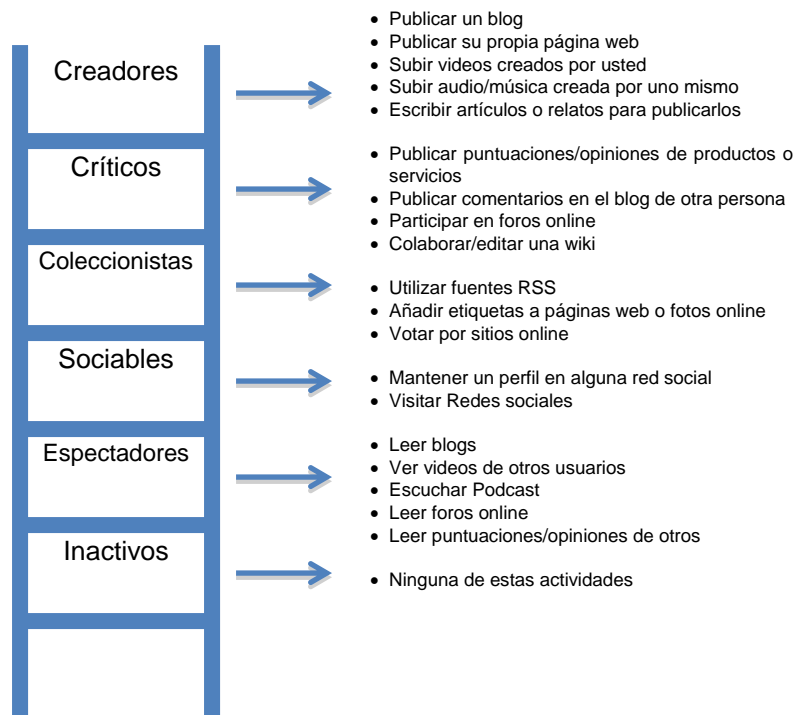 Creadores
• Publicar un blog
• Publicar su propia página web
• Subir videos creados por usted
• Subir audio/música creada por uno mismo
• Escribir artículos o relatos para publicarlos
Críticos
• Publicar puntuaciones/opiniones de productos o
servicios
• Publicar comentarios en el blog de otra persona
• Participar en foros online
• Colaborar/editar una wiki
Coleccionistas
• Utilizar fuentes RSS
• Añadir etiquetas a páginas web o fotos online
• Votar por sitios online
Sociables
• Mantener un perfil en alguna red social
• Visitar Redes sociales
Espectadores
• Leer blogs
• Ver videos de otros usuarios
• Escuchar Podcast
• Leer foros online
• Leer puntuaciones/opiniones de otros
Inactivos
• Ninguna de estas actividades